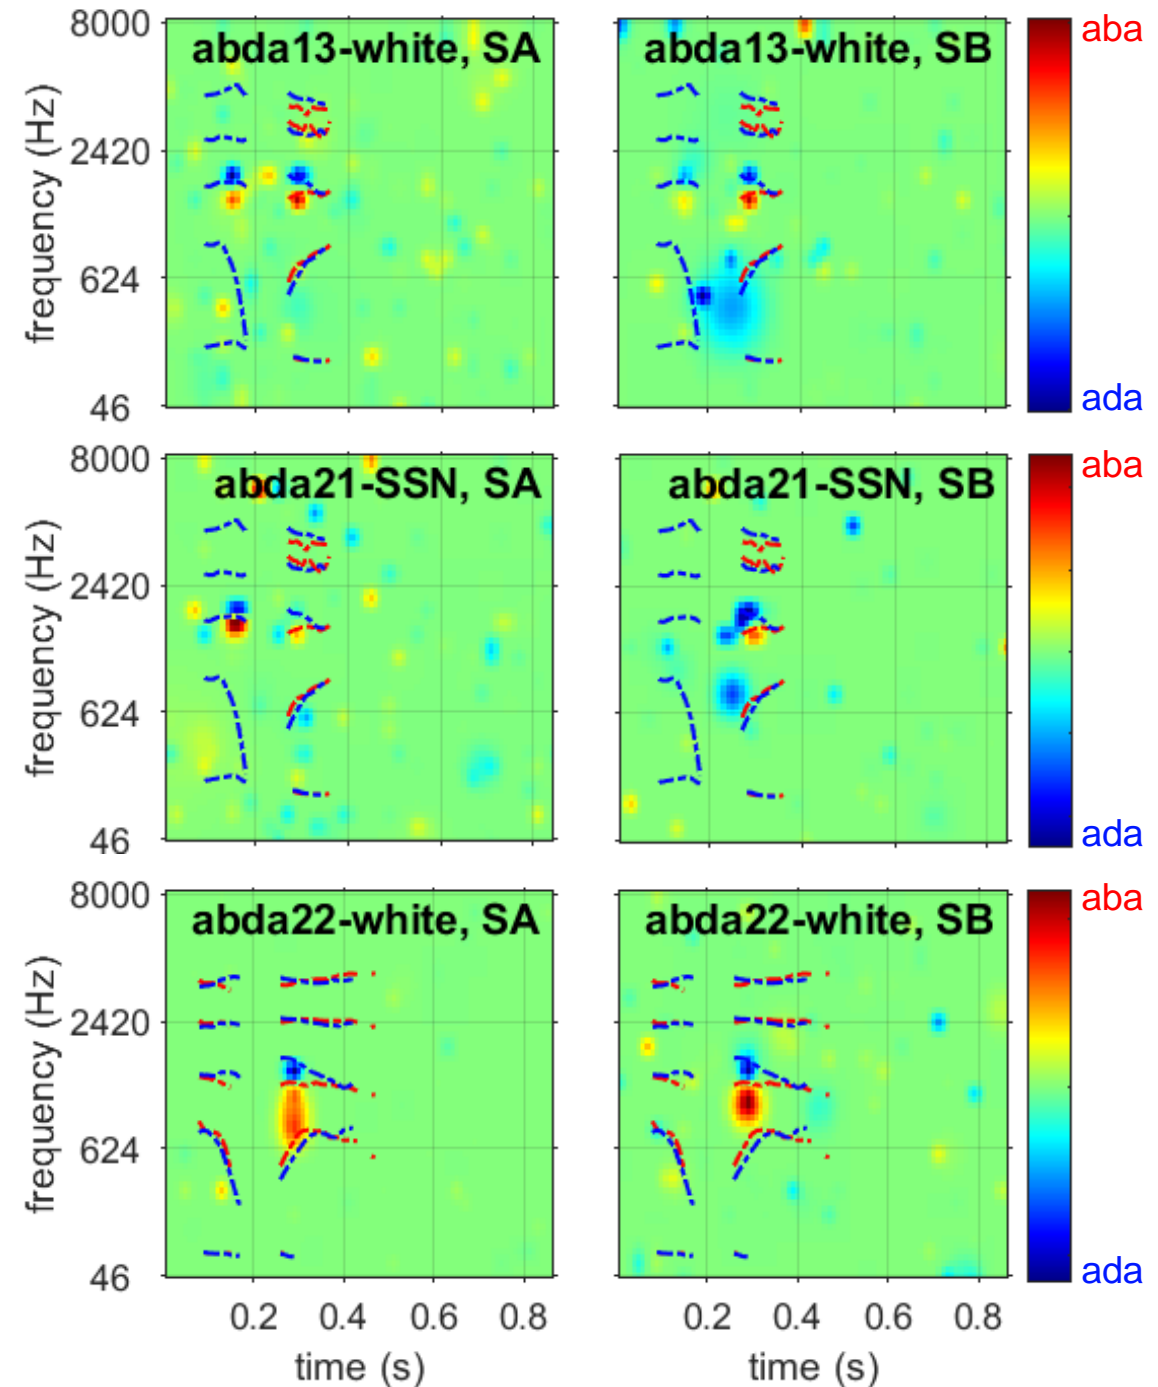 abda13-white, SA
abda13-white, SB
frequency (Hz)
8000
2420
624
46
aba
ada
abda21-SSN, SA
abda21-SSN, SB
frequency (Hz)
8000
2420
624
46
aba
ada
abda22-white, SA
abda22-white, SB
frequency (Hz)
8000
2420
624
46
aba
ada
0.2 0.4 0.6 0.8
0.2 0.4 0.6 0.8
time (s)
time (s)